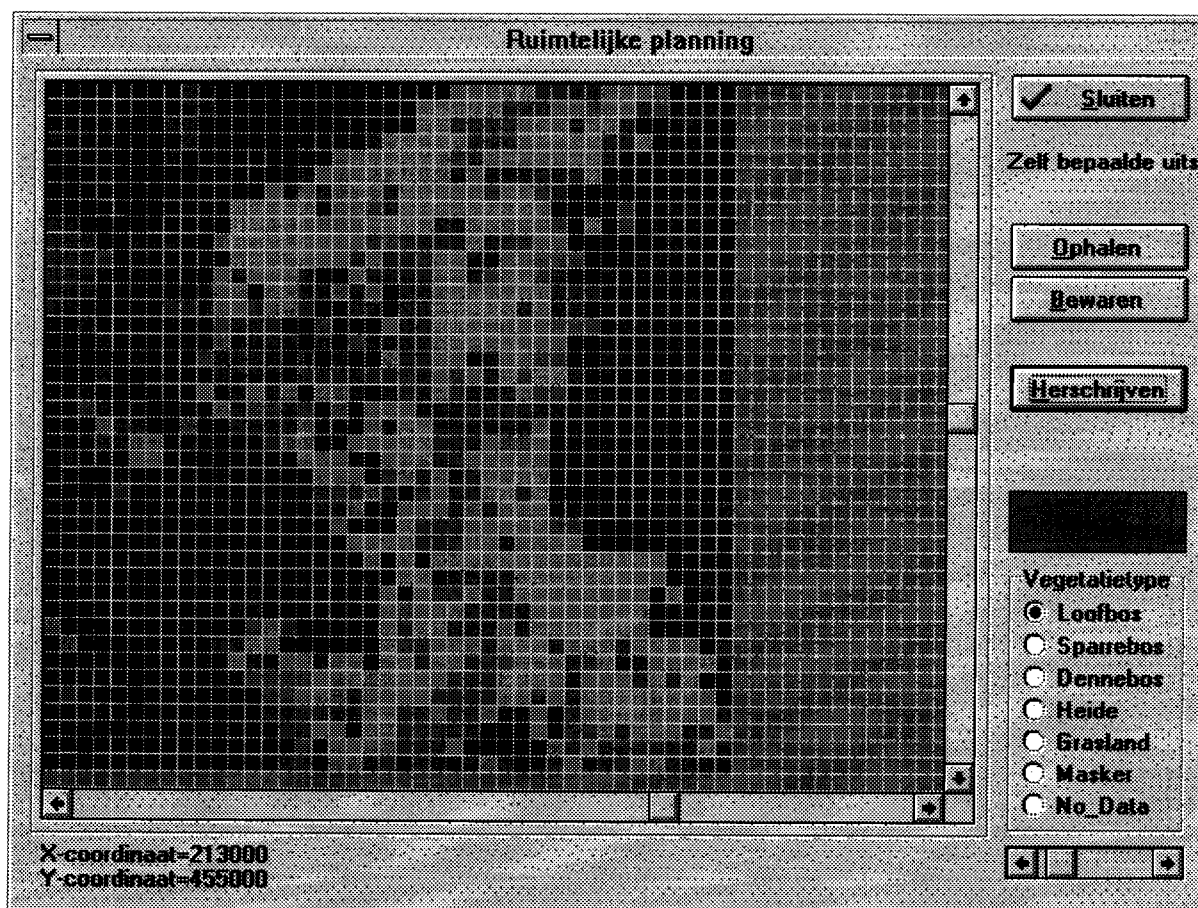 Ruimtelijke planning
Sluiten
Zelf bepaalde uits
Ophalen
Bewaren
Herschrijven
Vegetatietype
Loofbos
Sparrebos
Dennebos
Heide
Grasland
Masker
No_Data
X-coordinaat=213000
Y-coordinaat=455000